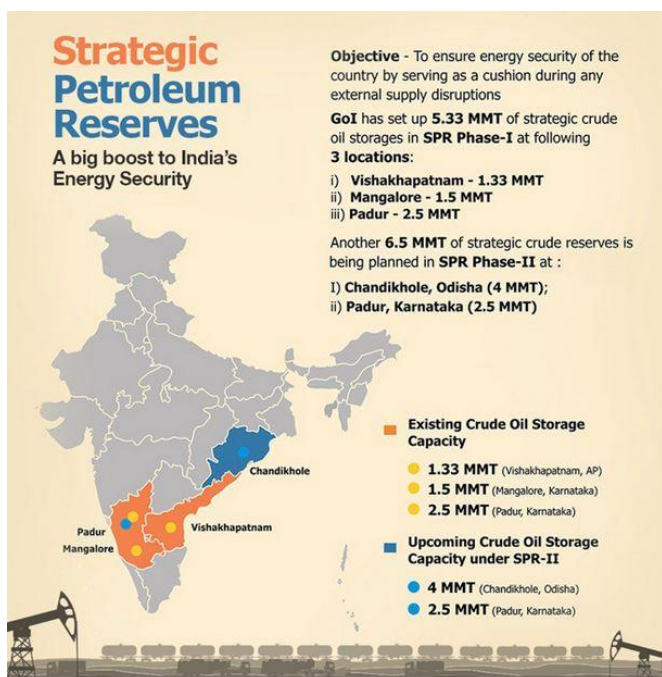 Strategic
Petroleum
Reserves
A big boost to India's
Energy Security
Objective - To ensure energy security of the
country by serving as a cushion during any
external supply disruptions
GoI has set up 5.33 MMT of strategic crude
oil storages in SPR Phase-I at following
3 locations:
i) Vishakhapatnam - 1.33 MMT
ii) Mangalore - 1.5 MMT
iii) Padur - 2.5 MMT
Another 6.5 MMT of strategic crude reserves is
being planned in SPR Phase-II at :
I) Chandikhole, Odisha (4 MMT);
ii) Padur, Karnataka (2.5 MMT)
Chandikhole
Vishakhapatnam
Padur
Mangalore
Existing Crude Oil Storage
Capacity
1.33 MMT (Vishakhapatnam, AP)
1.5 MMT (Mangalore, Karnataka)
2.5 MMT (Padur, Karnataka)
Upcoming Crude Oil Storage
Capacity under SPR-II
4 MMT (Chandikhole, Odisha)
2.5 MMT (Padur, Karnataka)